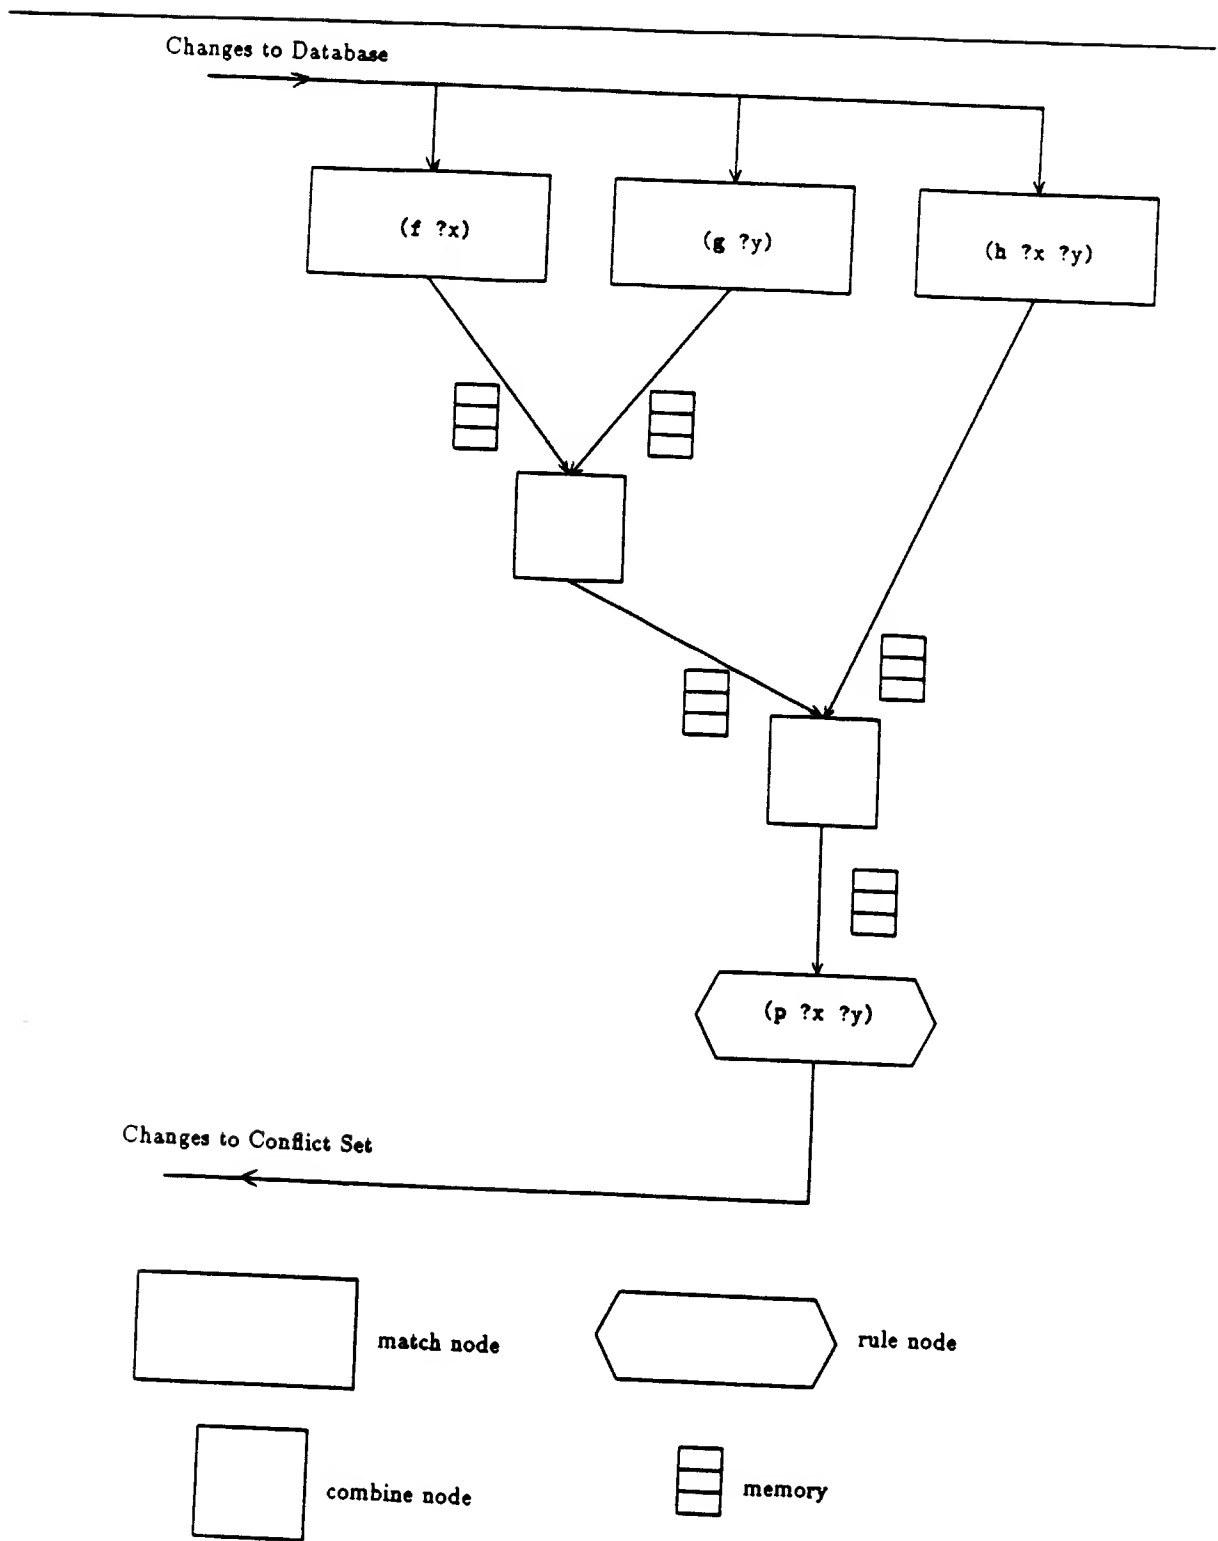 Changes to Database
(f ?x)
(g ?y)
(h ?x ?y)
(p ?x ?y)
Changes to Conflict Set
match node
rule node
combine node
memory